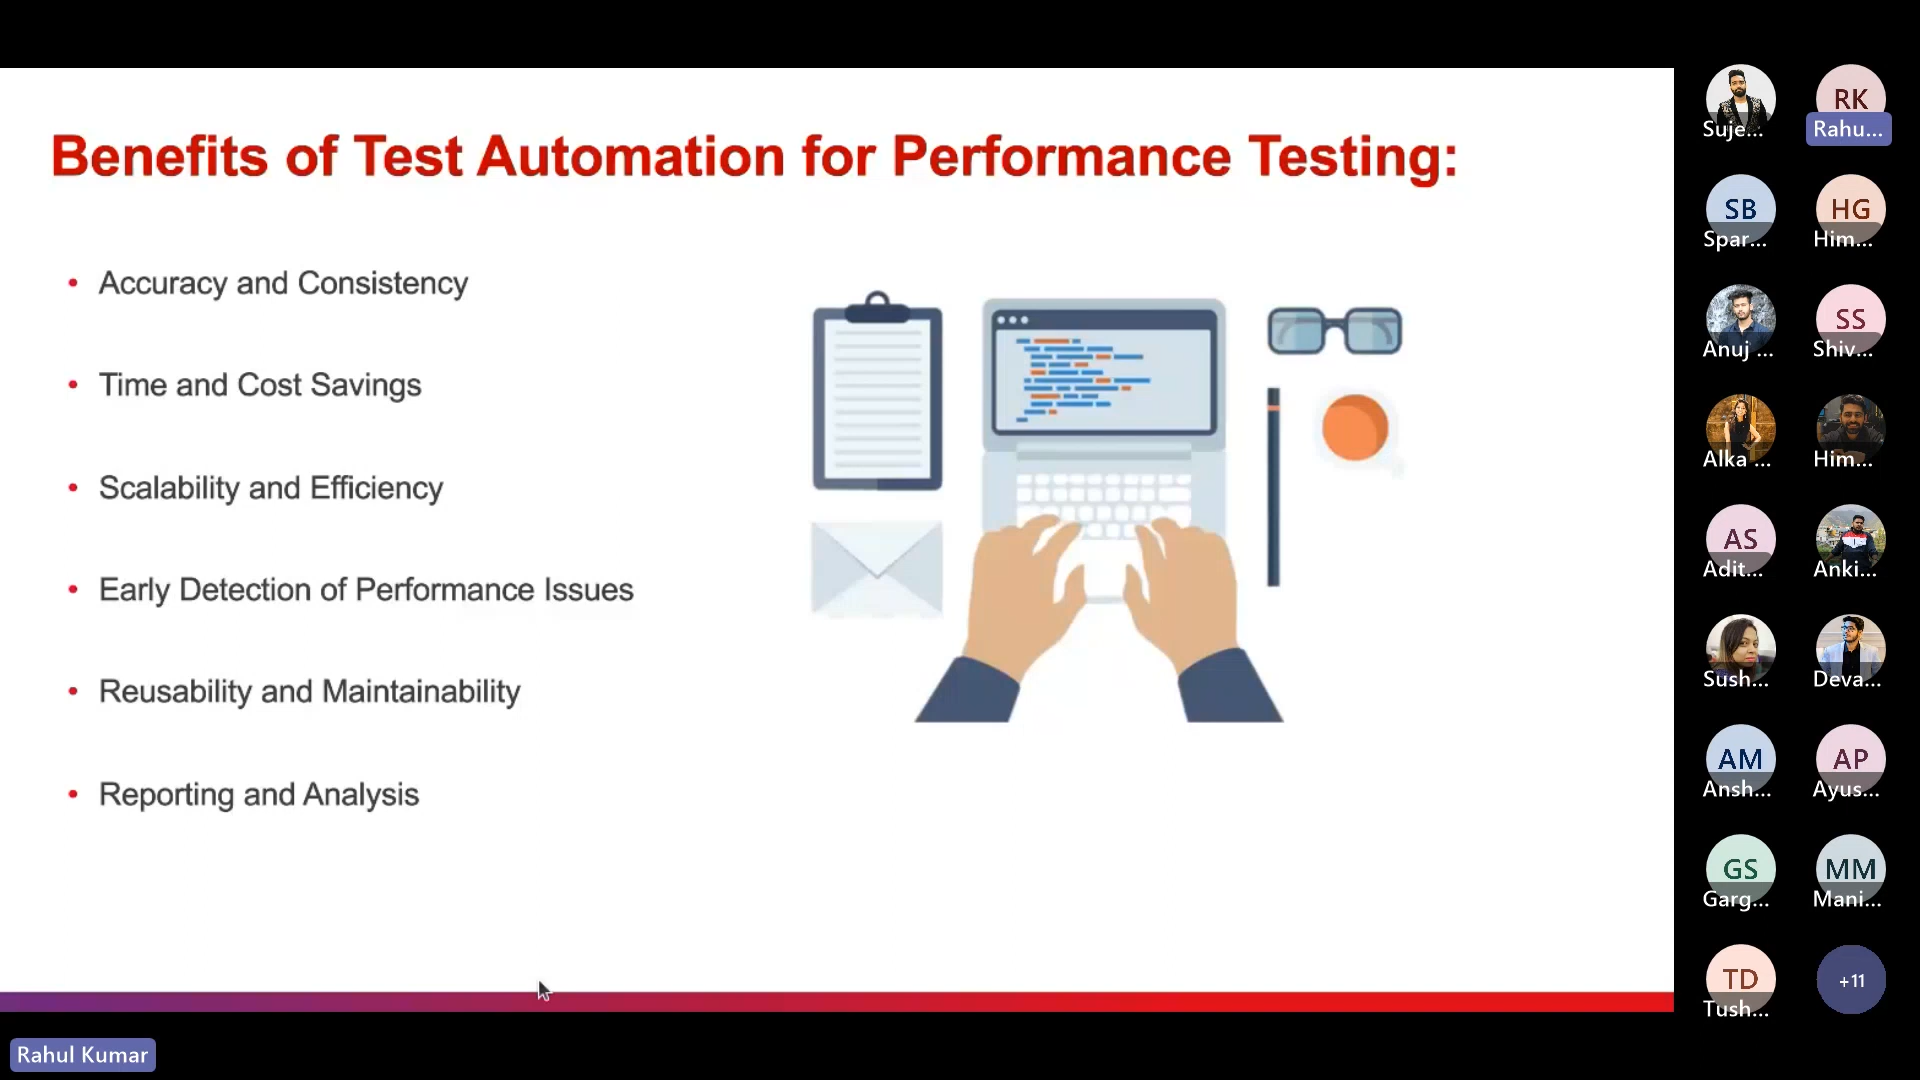 Benefits of Test Automation for Performance Testing:
• Accuracy and Consistency
• Time and Cost Savings
• Scalability and Efficiency
• Early Detection of Performance Issues
• Reusability and Maintainability
• Reporting and Analysis
Suje...
RK
Rahu...
SB
Spar...
HG
Him...
Anuj ...
SS
Shiv...
Alka ...
Him...
AS
Adit...
Anki...
Sush...
Deva...
AM
Ansh...
AP
Ayus...
GS
Garg...
MM
Mani...
TD
Tush...
+11
Rahul Kumar